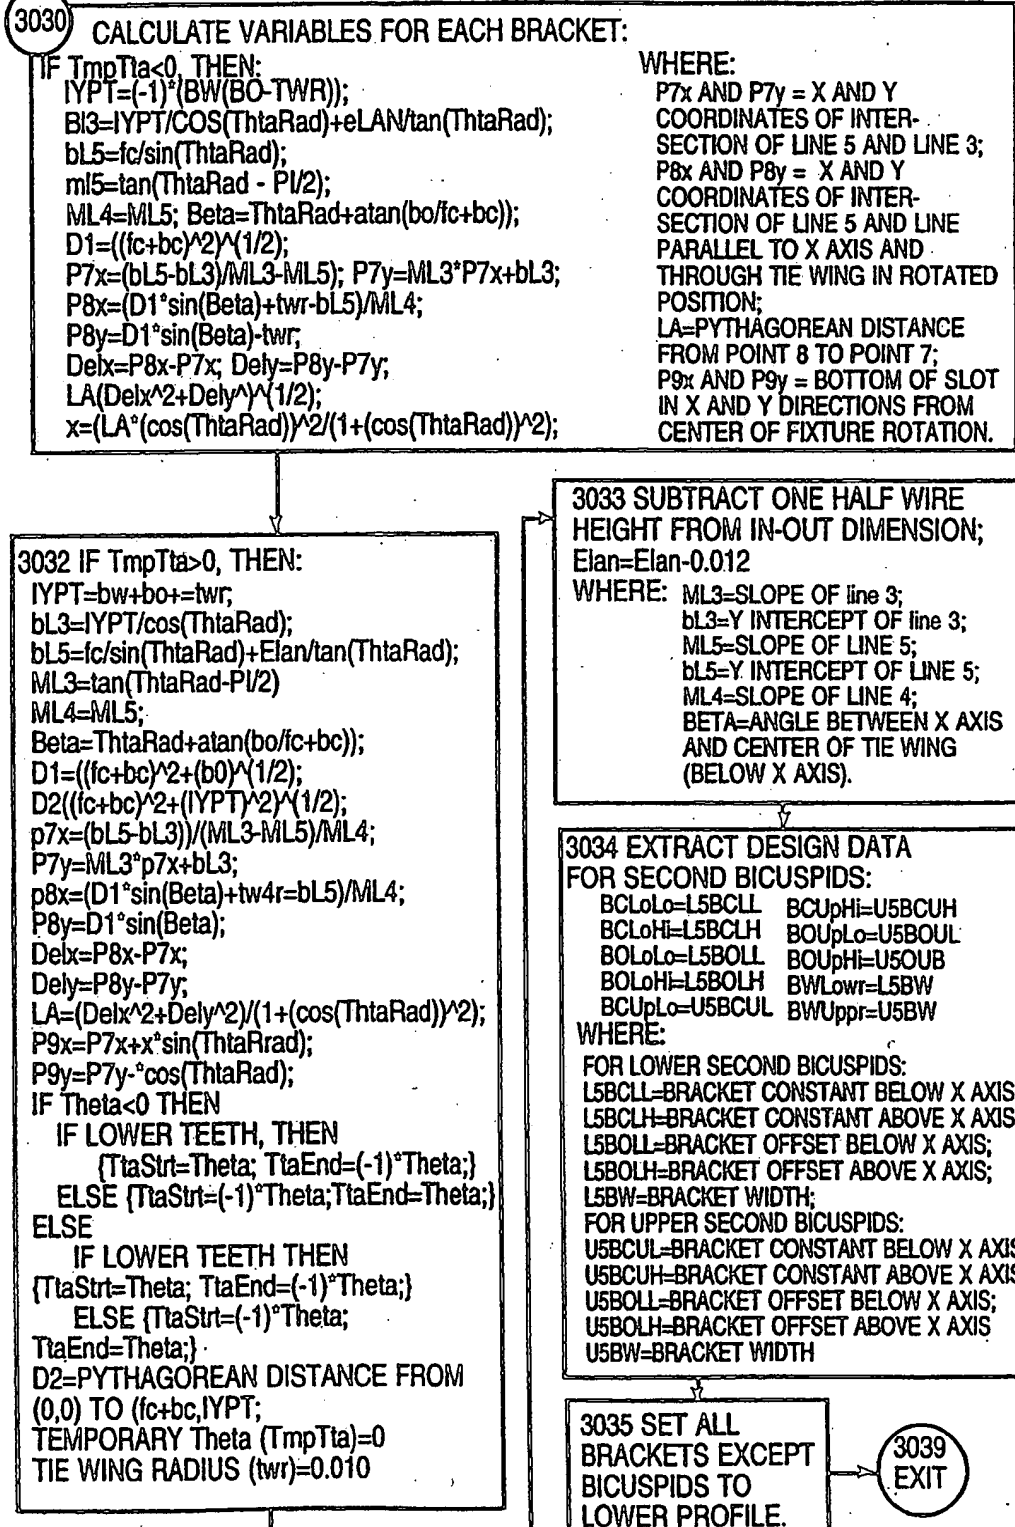 3030
CALCULATE VARIABLES FOR EACH BRACKET:
IF TmpTta<0, THEN:
IYPT=(-1)*(BW(BO-TWR));
Bl3=IYPT/COS(ThtaRad)+eLAN/tan(ThtaRad);
bL5=fc/sin(ThtaRad);
ml5=tan(ThtaRad - PI/2);
ML4=ML5; Beta=ThtaRad+atan(bo/fc+bc));
D1=((fc+bc)^2)^(1/2);
P7x=(bL5-bL3)/ML3-ML5); P7y=ML3*P7x+bL3;
P8x=(D1*sin(Beta)+twr-bL5)/ML4;
P8y=D1*sin(Beta)-twr;
Delx=P8x-P7x; Dely=P8y-P7y;
LA(Delx^2+Dely^)^(1/2);
x=(LA*(cos(ThtaRad))^2/(1+(cos(ThtaRad))^2);
WHERE:
P7x AND P7y = X AND Y
COORDINATES OF INTER-
SECTION OF LINE 5 AND LINE 3;
P8x AND P8y = X AND Y
COORDINATES OF INTER-
SECTION OF LINE 5 AND LINE
PARALLEL TO X AXIS AND
THROUGH TIE WING IN ROTATED
POSITION;
LA=PYTHAGOREAN DISTANCE
FROM POINT 8 TO POINT 7;
P9x AND P9y = BOTTOM OF SLOT
IN X AND Y DIRECTIONS FROM
CENTER OF FIXTURE ROTATION.
3032 IF TmpTta>0, THEN:
IYPT=bw+bo+=twr;
bL3=IYPT/cos(ThtaRad);
bL5=fc/sin(ThtaRad)+Elan/tan(ThtaRad);
ML3=tan(ThtaRad-PI/2)
ML4=ML5;
Beta=ThtaRad+atan(bo/fc+bc));
D1=((fc+bc)^2+(b0)^(1/2);
D2((fc+bc)^2+(IYPT)^2)^(1/2);
p7x=(bL5-bL3))/(ML3-ML5)/ML4;
P7y=ML3*p7x+bL3;
p8x=(D1*sin(Beta)+tw4r=bL5)/ML4;
P8y=D1*sin(Beta);
Delx=P8x-P7x;
Dely=P8y-P7y;
LA=(Delx^2+Dely^2)/(1+(cos(ThtaRad))^2);
P9x=P7x+x*sin(ThtaRrad);
P9y=P7y-*cos(ThtaRad);
IF Theta<0 THEN
IF LOWER TEETH, THEN
{TtaStrt=Theta; TtaEnd=(-1)*Theta;}
ELSE {TtaStrt=(-1)*Theta;TtaEnd=Theta;}
ELSE
IF LOWER TEETH THEN
{TtaStrt=Theta; TtaEnd=(-1)*Theta;}
ELSE {TtaStrt=(-1)*Theta;
TtaEnd=Theta;}
D2=PYTHAGOREAN DISTANCE FROM
(0,0) TO (fc+bc,IYPT;
TEMPORARY Theta (TmpTta)=0
TIE WING RADIUS (twr)=0.010
3033 SUBTRACT ONE HALF WIRE
HEIGHT FROM IN-OUT DIMENSION;
Elan=Elan-0.012
WHERE: ML3=SLOPE OF line 3;
bL3=Y INTERCEPT OF line 3;
ML5=SLOPE OF LINE 5;
bL5=Y INTERCEPT OF LINE 5;
ML4=SLOPE OF LINE 4;
BETA=ANGLE BETWEEN X AXIS
AND CENTER OF TIE WING
(BELOW X AXIS).
3034 EXTRACT DESIGN DATA
FOR SECOND BICUSPIDS:
BCLoLo=L5BCLL BCUpHi=U5BCUH
BCLoHi=L5BCLH BOUpLo=U5BOUL
BOLoLo=L5BOLL BOUpHi=U5OUB
BOLoHi=L5BOLH BWLowr=L5BW
BCUpLo=U5BCUL BWUppr=U5BW
WHERE:
FOR LOWER SECOND BICUSPIDS:
L5BCLL=BRACKET CONSTANT BELOW X AXIS
L5BCLH=BRACKET CONSTANT ABOVE X AXIS
L5BOLL=BRACKET OFFSET BELOW X AXIS;
L5BOLH=BRACKET OFFSET ABOVE X AXIS;
L5BW=BRACKET WIDTH;
FOR UPPER SECOND BICUSPIDS:
U5BCUL=BRACKET CONSTANT BELOW X AXIS
U5BCUH=BRACKET CONSTANT ABOVE X AXIS
U5BOLL=BRACKET OFFSET BELOW X AXIS;
U5BOLH=BRACKET OFFSET ABOVE X AXIS
U5BW=BRACKET WIDTH
3035 SET ALL
BRACKETS EXCEPT
BICUSPIDS TO
LOWER PROFILE.
3039
EXIT